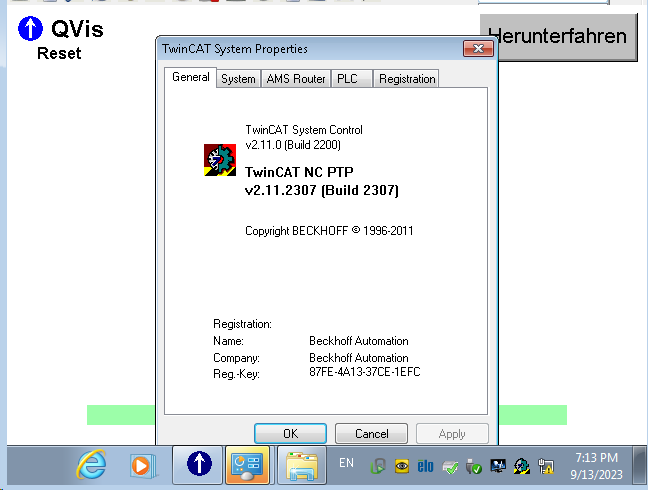 QVis
Reset
Herunterfahren
TwinCAT System Properties
General System AMS Router PLC Registration
TwinCAT System Control
v2.11.0 (Build 2200)
TwinCAT NC PTP
v2.11.2307 (Build 2307)
Copyright BECKHOFF © 1996-2011
Registration:
Name: Beckhoff Automation
Company: Beckhoff Automation
Reg.-Key: 87FE-4A13-37CE-1EFC
OK Cancel Apply
EN elo 7:13 PM
9/13/2023